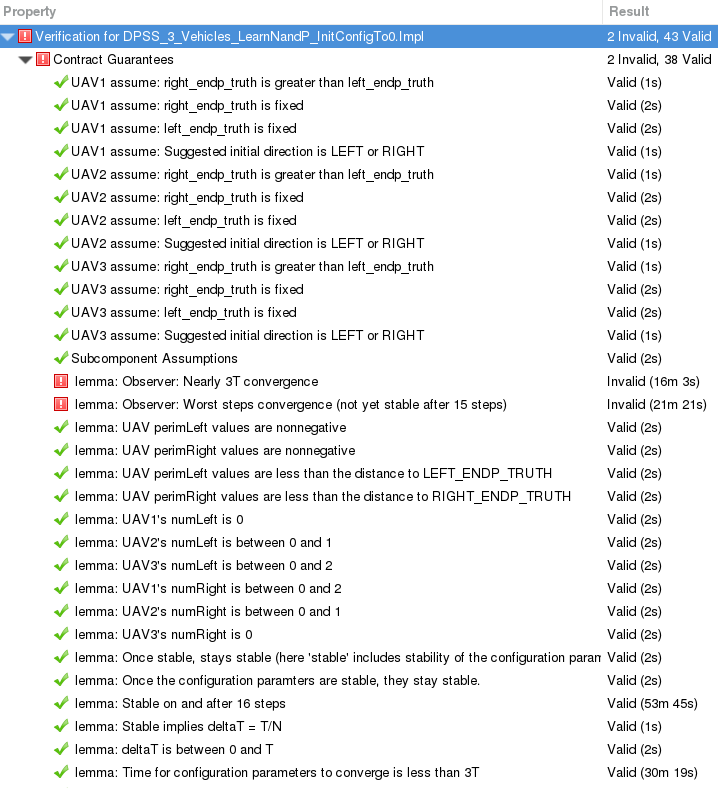 Property Result
Verification for DPSS_3_Vehicles_LearnNandP_InitConfigTo0.Impl 2 Invalid, 43 Valid
Contract Guarantees 2 Invalid, 38 Valid
UAV1 assume: right_endp_truth is greater than left_endp_truth Valid (1s)
UAV1 assume: right_endp_truth is fixed Valid (2s)
UAV1 assume: left_endp_truth is fixed Valid (2s)
UAV1 assume: Suggested initial direction is LEFT or RIGHT Valid (1s)
UAV2 assume: right_endp_truth is greater than left_endp_truth Valid (1s)
UAV2 assume: right_endp_truth is fixed Valid (2s)
UAV2 assume: left_endp_truth is fixed Valid (2s)
UAV2 assume: Suggested initial direction is LEFT or RIGHT Valid (1s)
UAV3 assume: right_endp_truth is greater than left_endp_truth Valid (1s)
UAV3 assume: right_endp_truth is fixed Valid (2s)
UAV3 assume: left_endp_truth is fixed Valid (2s)
UAV3 assume: Suggested initial direction is LEFT or RIGHT Valid (1s)
Subcomponent Assumptions Valid (2s)
lemma: Observer: Nearly 3T convergence Invalid (16m 3s)
lemma: Observer: Worst steps convergence (not yet stable after 15 steps) Invalid (21m 21s)
lemma: UAV perimLeft values are nonnegative Valid (2s)
lemma: UAV perimRight values are nonnegative Valid (2s)
lemma: UAV perimLeft values are less than the distance to LEFT_ENDP_TRUTH Valid (2s)
lemma: UAV perimRight values are less than the distance to RIGHT_ENDP_TRUTH Valid (2s)
lemma: UAV1's numLeft is 0 Valid (2s)
lemma: UAV2's numLeft is between 0 and 1 Valid (2s)
lemma: UAV3's numLeft is between 0 and 2 Valid (2s)
lemma: UAV1's numRight is between 0 and 2 Valid (2s)
lemma: UAV2's numRight is between 0 and 1 Valid (2s)
lemma: UAV3's numRight is 0 Valid (2s)
lemma: Once stable, stays stable (here 'stable' includes stability of the configuration param Valid (2s)
lemma: Once the configuration paramters are stable, they stay stable. Valid (2s)
lemma: Stable on and after 16 steps Valid (53m 45s)
lemma: Stable implies deltaT = T/N Valid (1s)
lemma: deltaT is between 0 and T Valid (2s)
lemma: Time for configuration parameters to converge is less than 3T Valid (30m 19s)